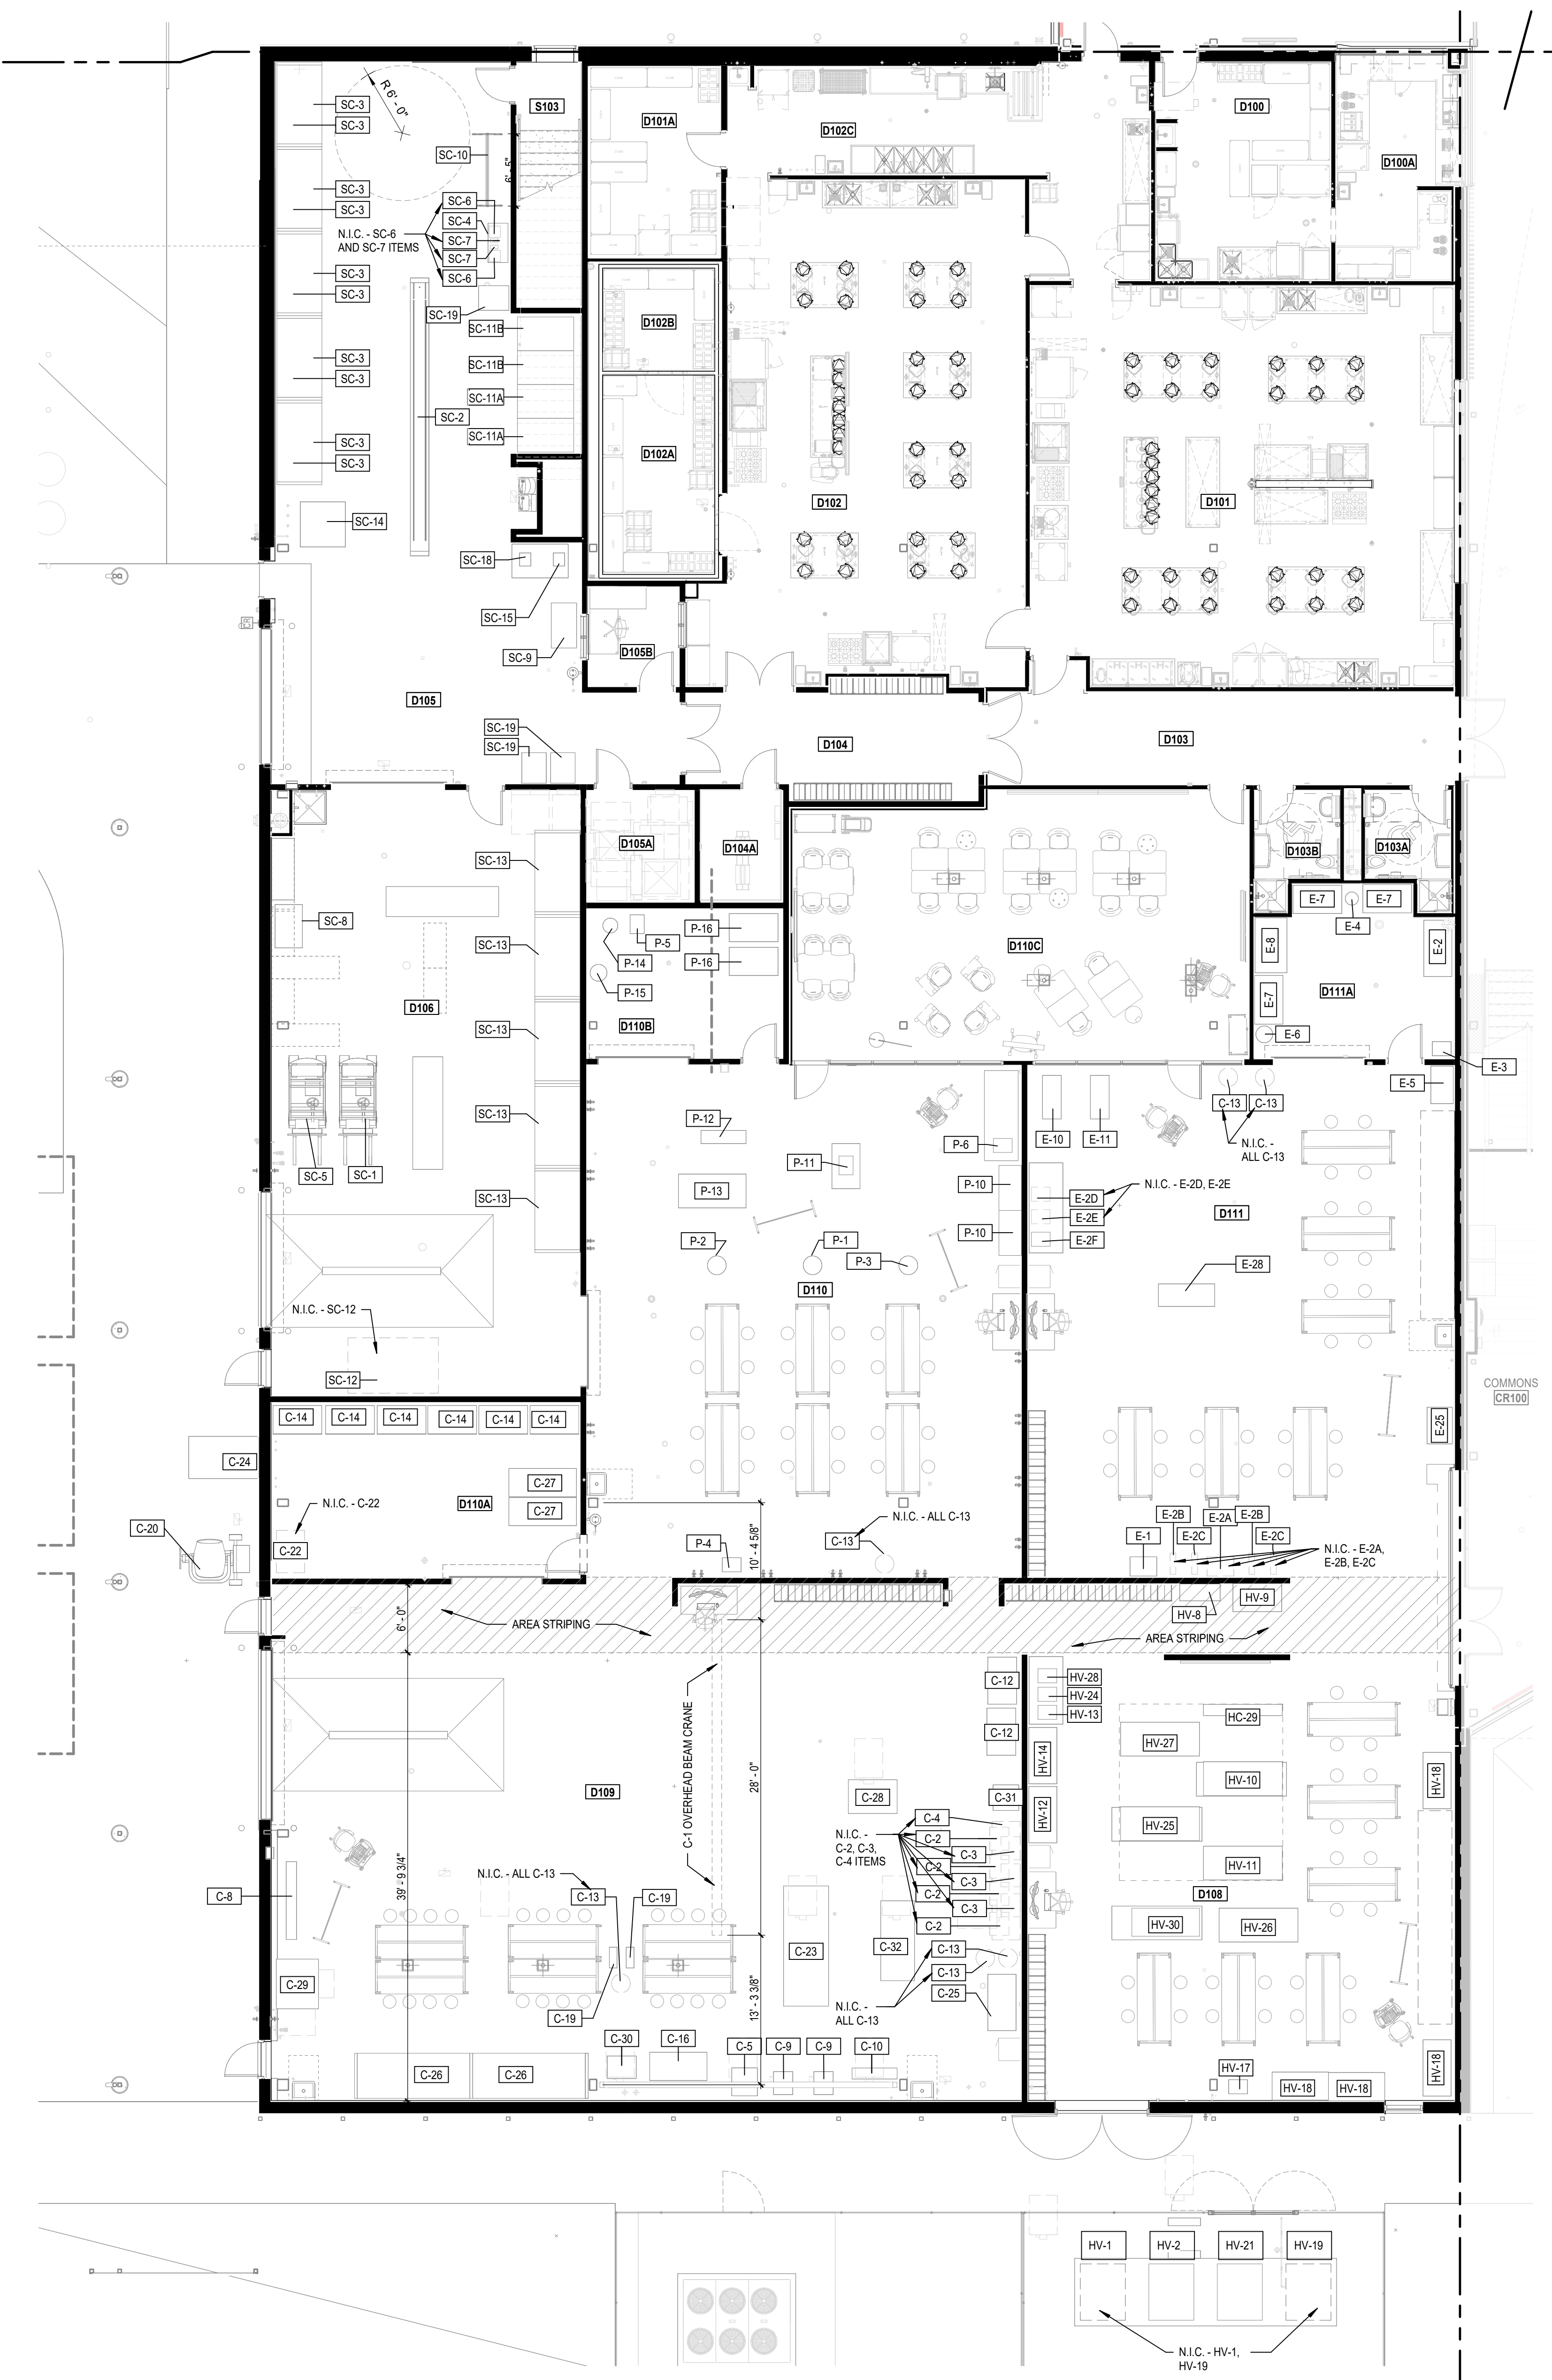 S103
D101A
D102C
D100
D100A
R 6' - 0"
SC-3
SC-3
SC-10
6' - 5"
SC-3
SC-3
SC-6
SC-4
SC-7
SC-7
SC-6
N.I.C. - SC-6
AND SC-7 ITEMS
SC-3
SC-3
SC-19
SC-11B
SC-11B
SC-11A
SC-11A
SC-3
SC-3
SC-2
SC-3
SC-3
D102B
D102A
D102
D101
SC-14
SC-18
SC-15
SC-9
D105B
D105
SC-19
SC-19
D104
D103
D105A
D104A
D103B
D103A
SC-13
SC-8
SC-13
D106
SC-13
SC-13
SC-13
SC-5
SC-1
P-16
P-5
P-14
P-16
P-15
D110B
D110C
E-7
E-7
E-4
E-8
E-2
D111A
E-7
E-6
E-3
E-5
C-13
C-13
N.I.C. -
ALL C-13
P-12
P-6
E-10
E-11
P-11
P-13
P-10
P-10
E-2D
E-2E
E-2F
N.I.C. - E-2D, E-2E
D111
P-2
P-1
P-3
E-28
D110
N.I.C. - SC-12
SC-12
COMMONS
CR100
C-14
C-14
C-14
C-14
C-14
C-14
C-24
C-27
C-27
D110A
N.I.C. - C-22
C-22
C-20
E-25
10' - 4 5/8"
N.I.C. - ALL C-13
C-13
P-4
E-2B
E-2A
E-2B
E-1
E-2C
E-2C
N.I.C. - E-2A,
E-2B, E-2C
6' - 0"
AREA STRIPING
HV-8
HV-9
AREA STRIPING
C-12
C-12
HV-28
HV-24
HV-13
HC-29
HV-27
HV-14
HV-10
HV-18
C-1 OVERHEAD BEAM CRANE
28' - 0"
D109
C-28
C-31
HV-12
HV-25
C-4
C-2
C-3
C-2
C-3
C-2
C-3
C-2
N.I.C. -
C-2, C-3,
C-4 ITEMS
HV-11
D108
39' - 9 3/4"
C-8
N.I.C. - ALL C-13
C-13
C-19
HV-30
HV-26
C-23
C-32
C-13
C-13
C-25
N.I.C. -
ALL C-13
C-29
C-19
13' - 3 3/8"
C-30
C-16
C-5
C-9
C-9
C-10
C-26
C-26
HV-17
HV-18
HV-18
HV-18
HV-1
HV-2
HV-21
HV-19
N.I.C. - HV-1,
HV-19